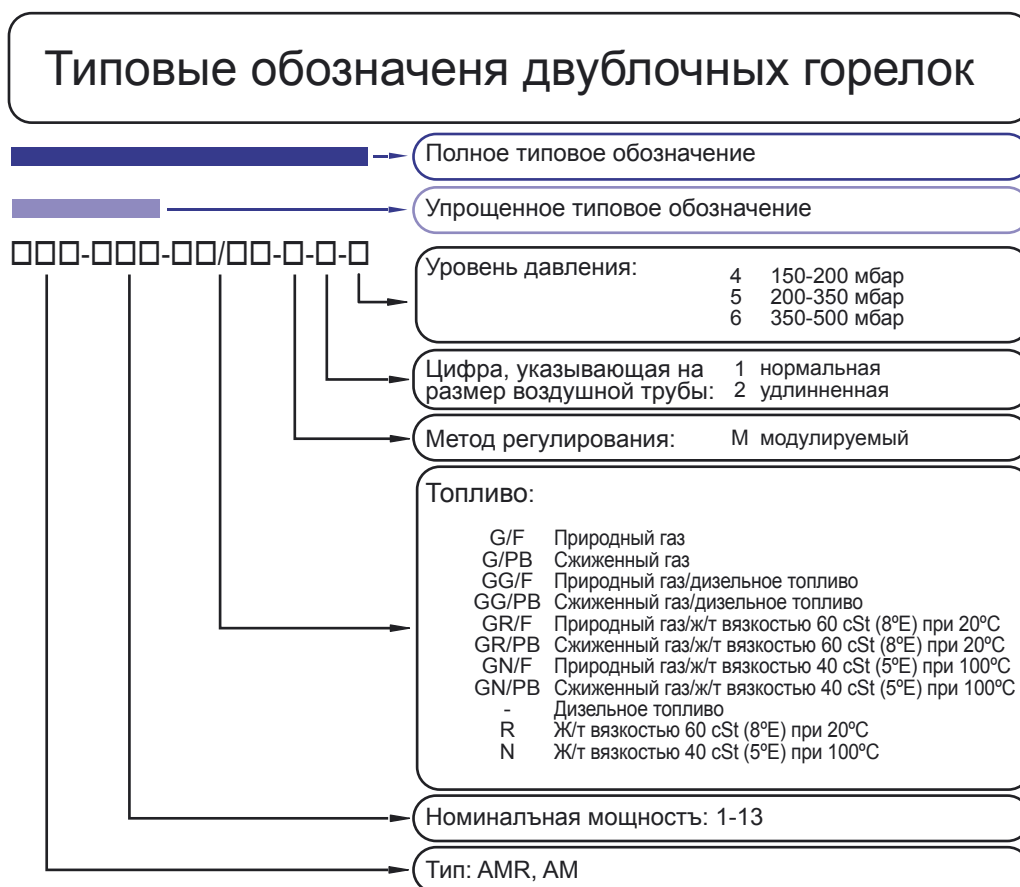 Типовые обозначеня двублочных горелок
Полное типовое обозначение
Упрощенное типовое обозначение
□□□-□□□-□□/□□-□-□-□
Уровень давления: 4 150-200 мбар
5 200-350 мбар
6 350-500 мбар
Цифра, указывающая на 1 нормальная
размер воздушной трубы: 2 удлинненная
Метод регулирования: М модулируемый
Топливо:
G/F Природный газ
G/PB Сжиженный газ
GG/F Природный газ/дизельное топливо
GG/PB Сжиженный газ/дизельное топливо
GR/F Природный газ/ж/т вязкостью 60 cSt (8ºE) при 20ºC
GR/PB Сжиженный газ/ж/т вязкостью 60 cSt (8ºE) при 20ºC
GN/F Природный газ/ж/т вязкостью 40 cSt (5ºE) при 100ºC
GN/PB Сжиженный газ/ж/т вязкостью 40 cSt (5ºE) при 100ºC
- Дизельное топливо
R Ж/т вязкостью 60 cSt (8ºE) при 20ºC
N Ж/т вязкостью 40 cSt (5ºE) при 100ºC
Номиналъная мощностъ: 1-13
Тип: AMR, AM